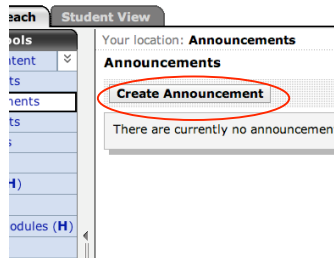 each Student View
ols
Your location: Announcements
ntent
Announcements
ts
ments
Create Announcement
ts
s
There are currently no announcemen
H)
odules (H)